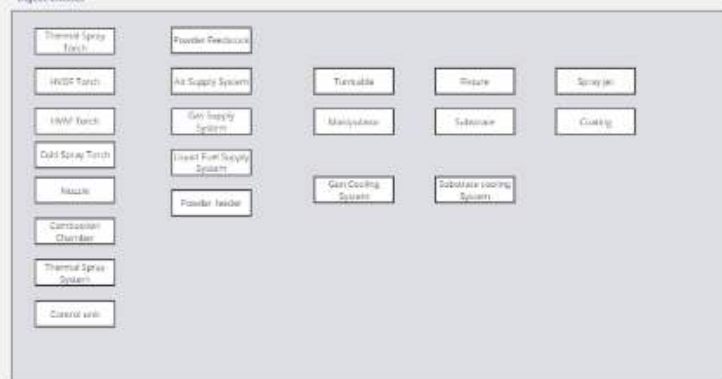 Object Classes
Thermal Spray
Torch
HVOF Torch
HVAF Torch
Cold Spray Torch
Nozzle
Combustion
Chamber
Thermal Spray
System
Control unit
Powder Feedstock
Air Supply System
Gas Supply
System
Liquid Fuel Supply
System
Powder feeder
Turntable
Manipulator
Gun Cooling
System
Fixture
Substrate
Substrate cooling
System
Spray jet
Coating